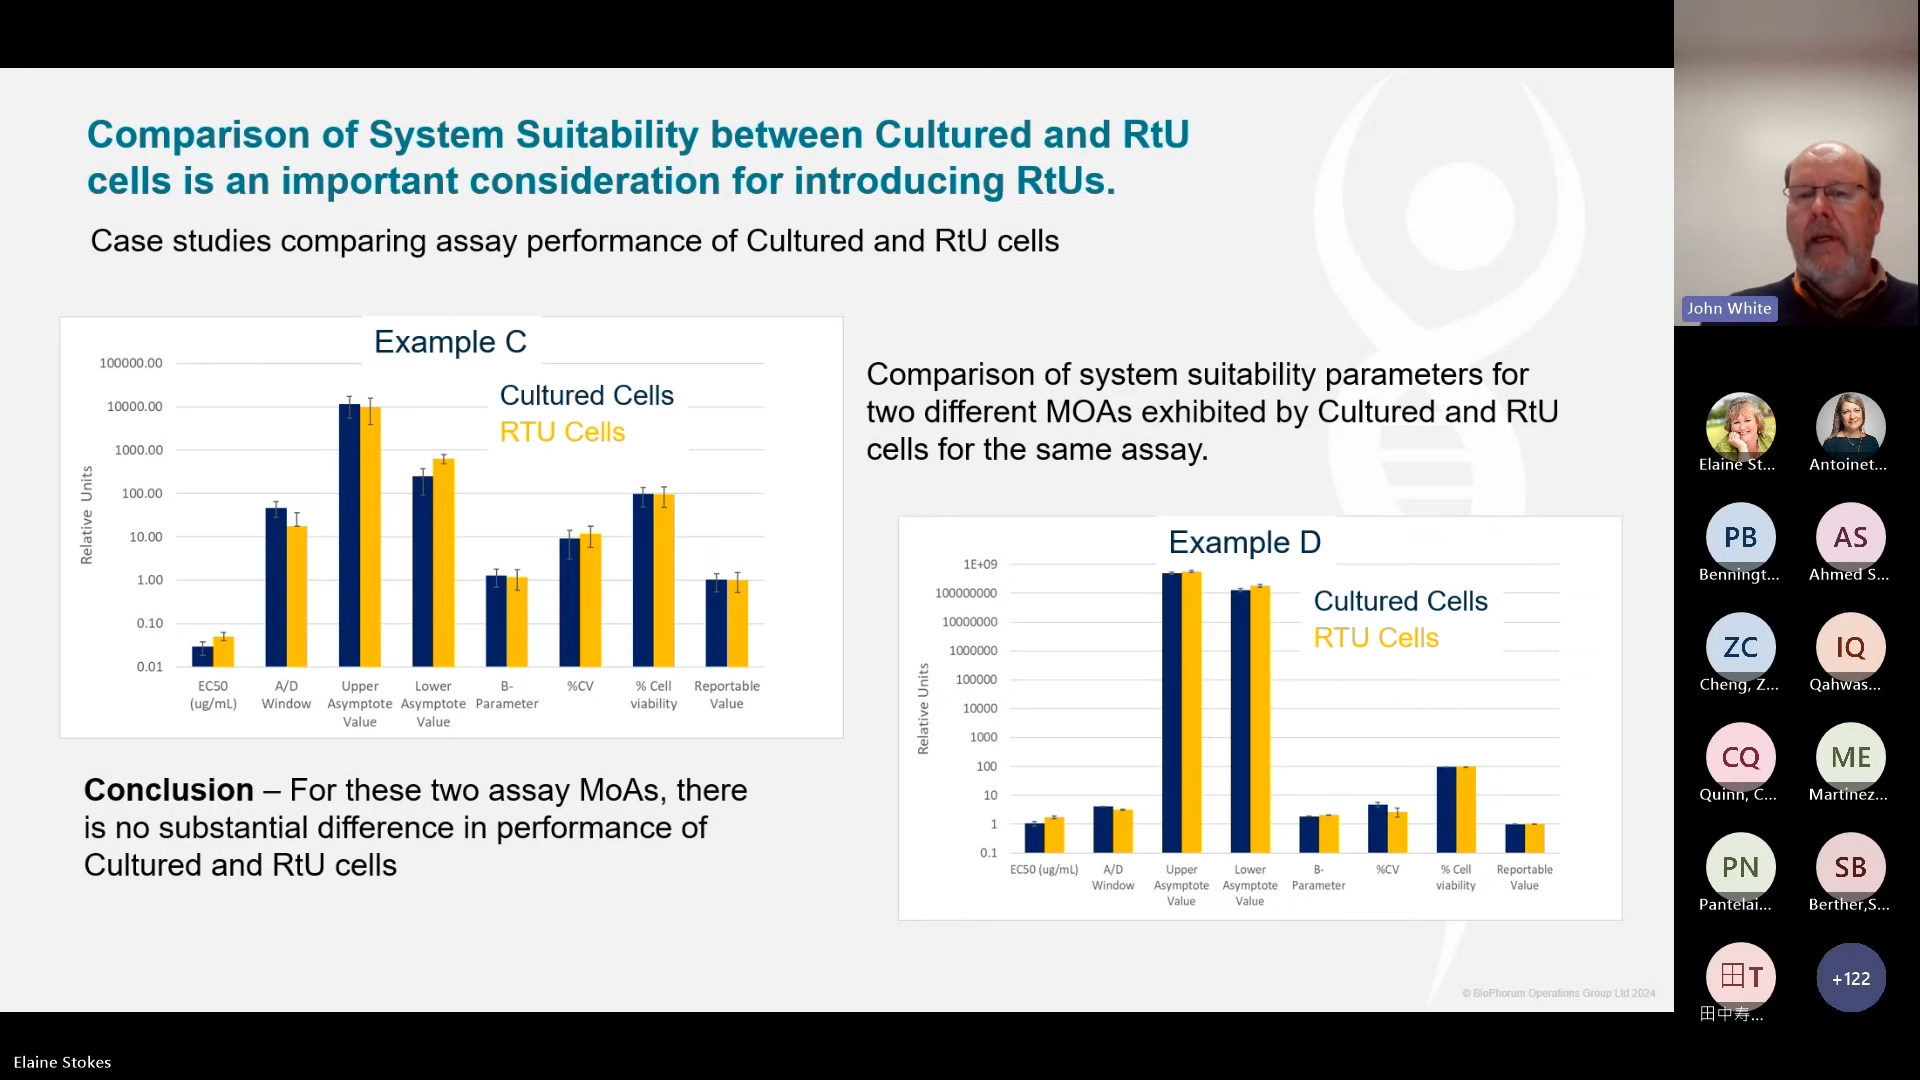 Comparison of System Suitability between Cultured and RtU
cells is an important consideration for introducing RtUs.
Case studies comparing assay performance of Cultured and RtU cells
Example C
Cultured Cells
RTU Cells
Relative Units
100000.00
10000.00
1000.00
100.00
10.00
1.00
0.10
0.01
EC50
(ug/mL)
A/D
Window
Upper
Asymptote
Value
Lower
Asymptote
Value
B-
Parameter
%CV
% Cell
viability
Reportable
Value
Comparison of system suitability parameters for
two different MOAs exhibited by Cultured and RtU
cells for the same assay.
Example D
Cultured Cells
RTU Cells
Relative Units
1E+09
100000000
10000000
1000000
100000
10000
1000
100
10
1
0.1
EC50 (ug/mL)
A/D
Window
Upper
Asymptote
Value
Lower
Asymptote
Value
B-
Parameter
%CV
% Cell
viability
Reportable
Value
Conclusion – For these two assay MoAs, there
is no substantial difference in performance of
Cultured and RtU cells
© BioPhorum Operations Group Ltd 2024
John White
Elaine St...
Antoinet...
PB
Benningt...
AS
Ahmed S...
ZC
Cheng, Z...
IQ
Qahwas...
CQ
Quinn, C...
ME
Martinez...
PN
Pantelai...
SB
Berther,S...
田T
田中寿...
+122
Elaine Stokes